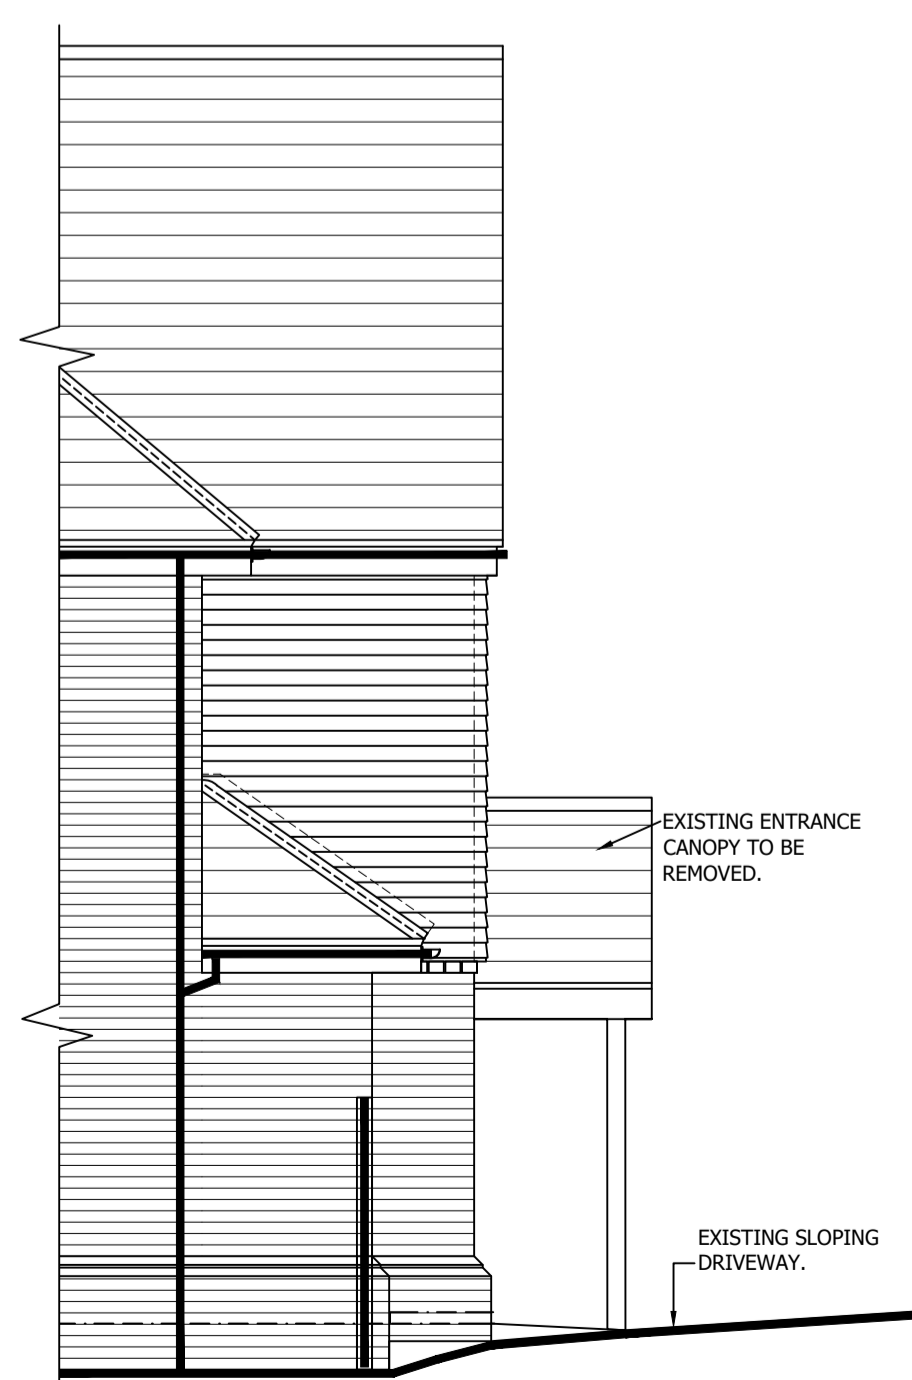 EXISTING ENTRANCE
CANOPY TO BE
REMOVED.
EXISTING SLOPING
DRIVEWAY.